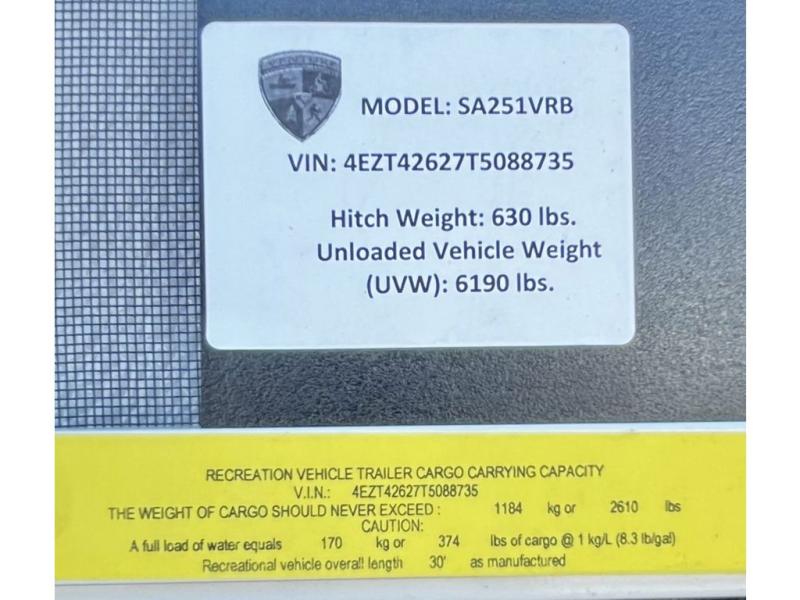 MODEL: SA251VRB
VIN: 4EZT42627T5088735
Hitch Weight: 630 lbs.
Unloaded Vehicle Weight
(UVW): 6190 lbs.
RECREATION VEHICLE TRAILER CARGO CARRYING CAPACITY
V.I.N.: 4EZT42627T5088735
THE WEIGHT OF CARGO SHOULD NEVER EXCEED : 1184 kg or 2610 lbs
CAUTION:
A full load of water equals 170 kg or 374 lbs of cargo @ 1 kg/L (8.3 lb/gal)
Recreational vehicle overall length 30' as manufactured